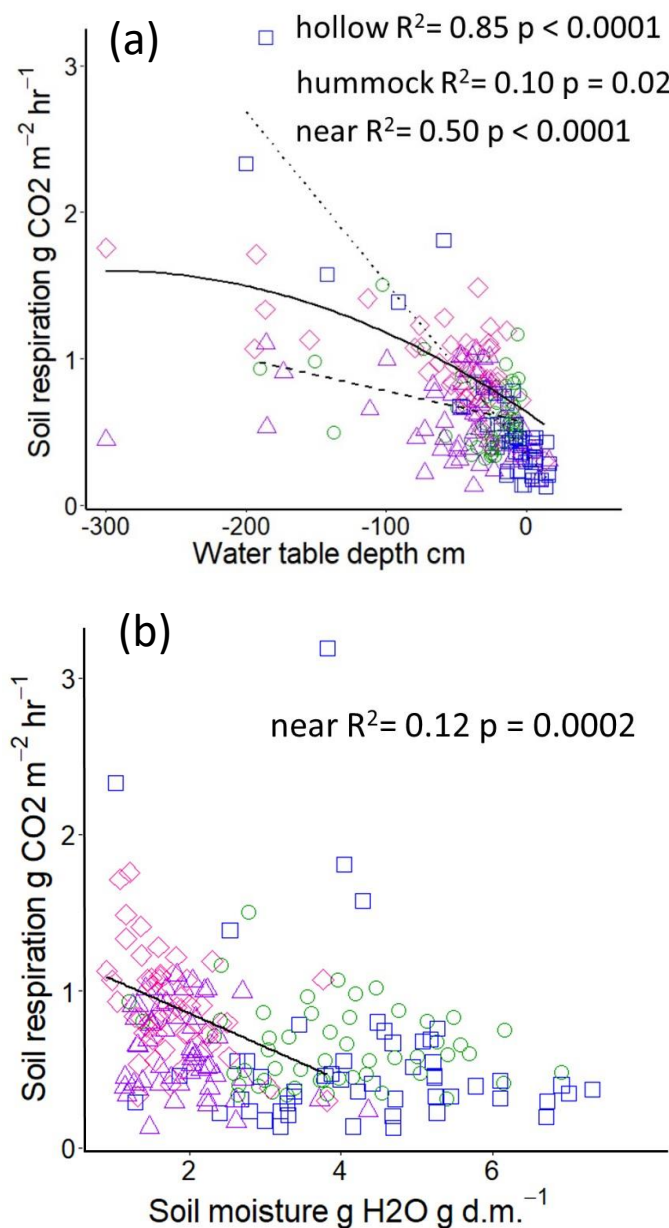 (a)
hollow R²= 0.85 p < 0.0001
hummock R²= 0.10 p = 0.02
near R²= 0.50 p < 0.0001
Soil respiration g CO2 m⁻² hr⁻¹
3
2
1
0
-300
-200
-100
0
Water table depth cm
(b)
near R²= 0.12 p = 0.0002
Soil respiration g CO2 m⁻² hr⁻¹
3
2
1
0
2
4
6
Soil moisture g H2O g d.m.⁻¹